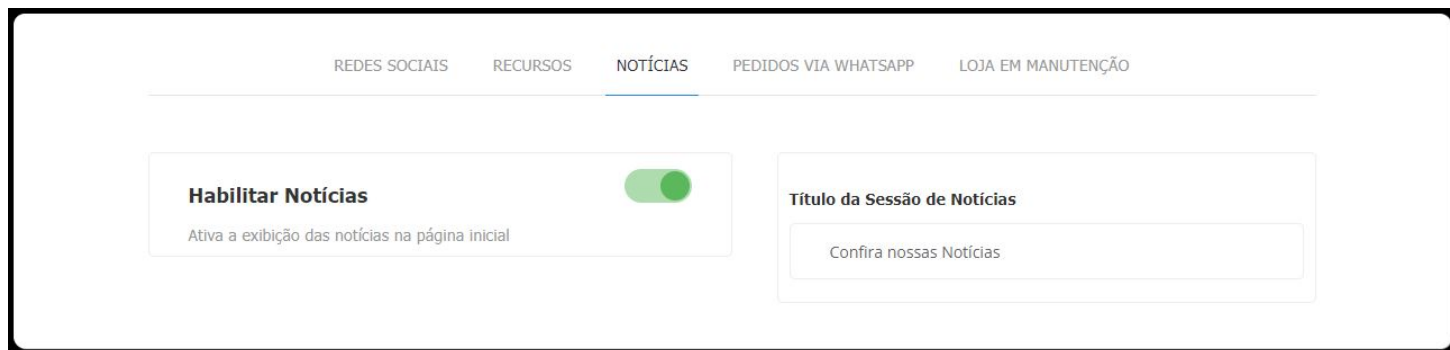 REDES SOCIAIS RECURSOS NOTÍCIAS PEDIDOS VIA WHATSAPP LOJA EM MANUTENÇÃO
Habilitar Notícias
Ativa a exibição das notícias na página inicial
Título da Sessão de Notícias
Confira nossas Notícias